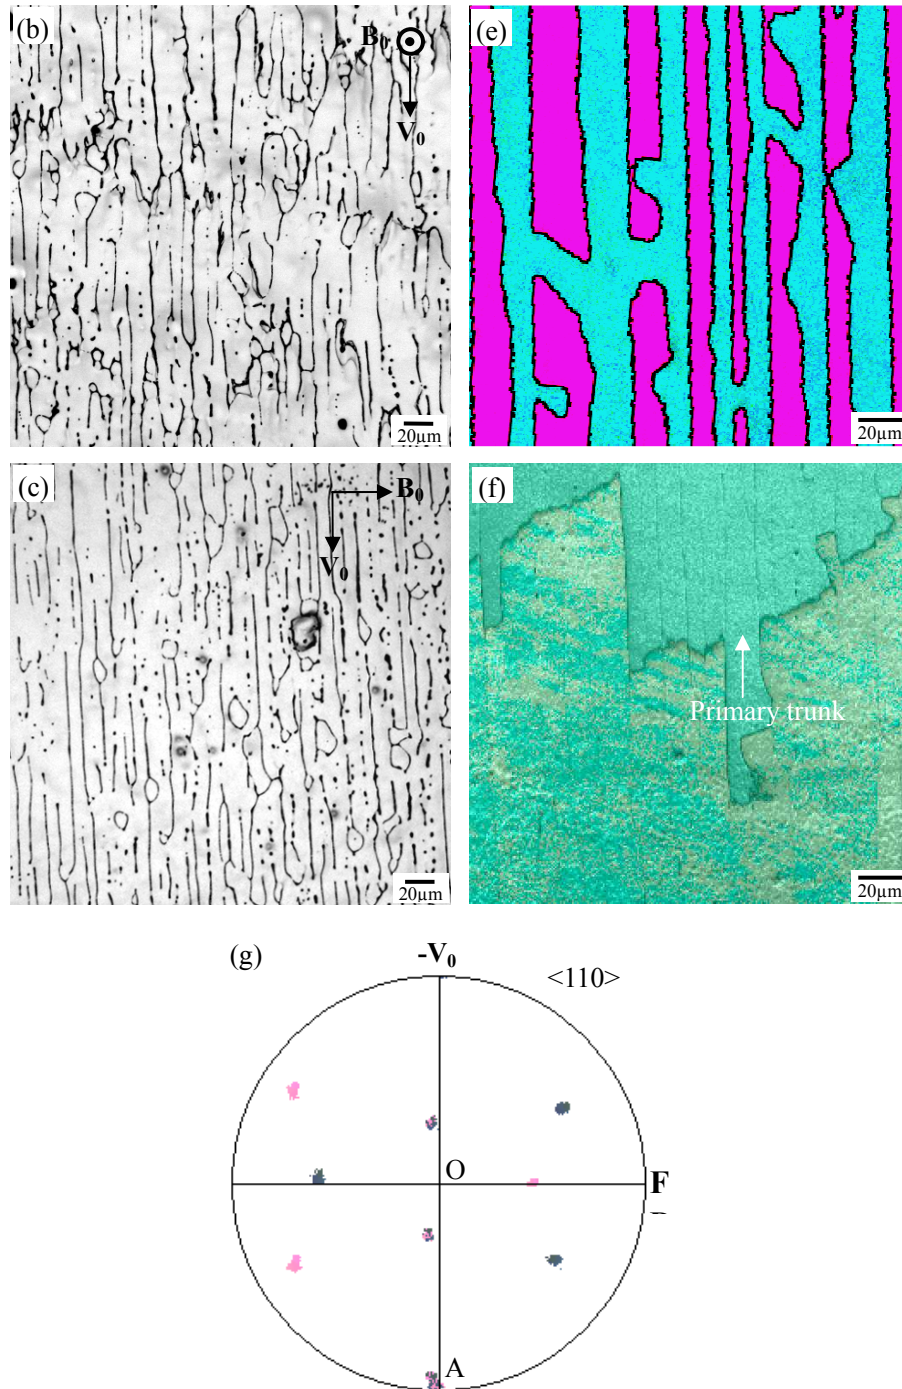 (b)
B₀
V₀
20µm
(e)
20µm
(c)
B₀
V₀
20µm
(f)
Primary trunk
20µm
(g)
-V₀
<110>
O
F
A